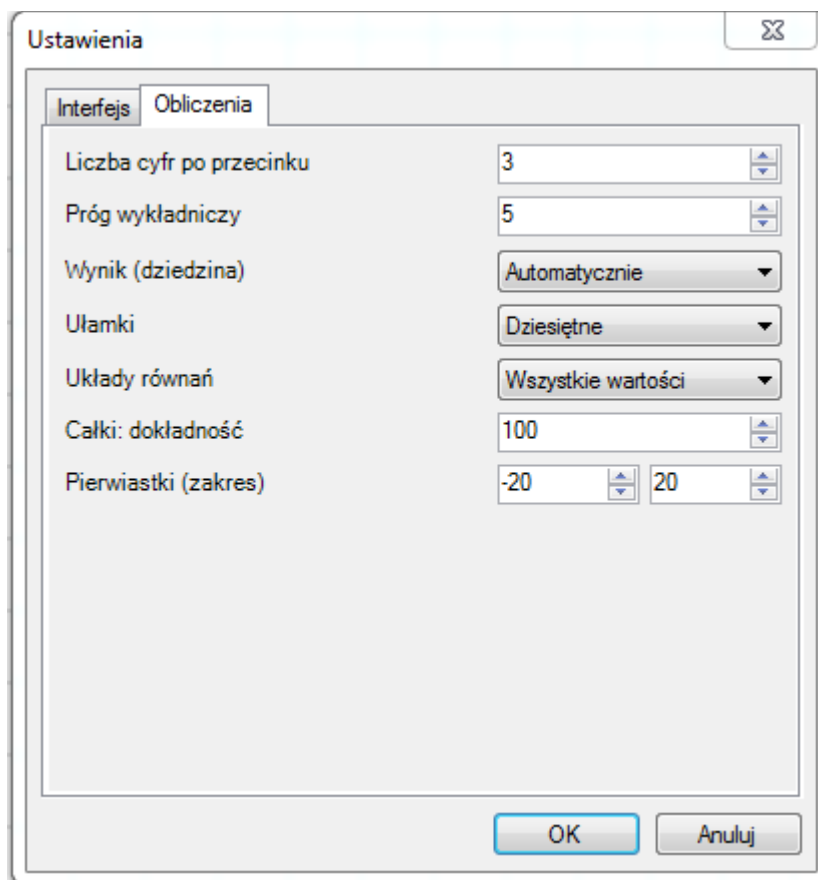 Ustawienia
Interfejs Obliczenia
Liczba cyfr po przecinku 3
Próg wykładniczy 5
Wynik (dziedzina) Automatycznie
Ułamki Dziesiętne
Układy równań Wszystkie wartości
Całki: dokładność 100
Pierwiastki (zakres) -20 20
OK Anuluj